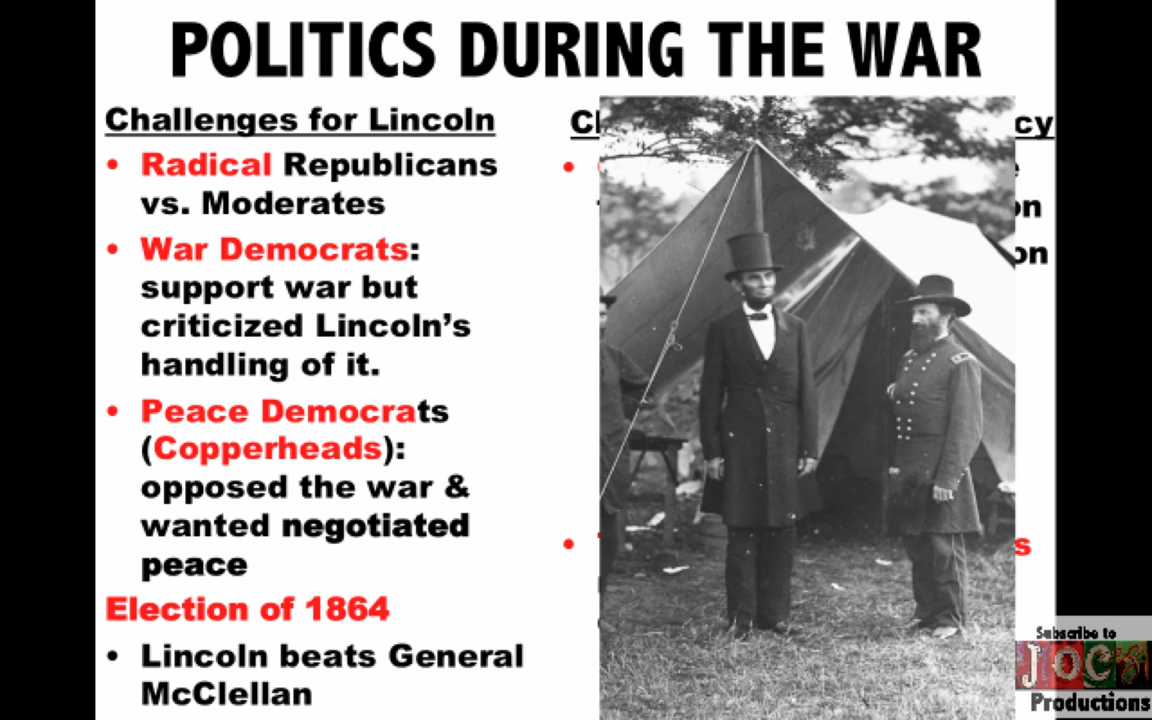 POLITICS DURING THE WAR
Challenges for Lincoln
• Radical Republicans
vs. Moderates
• War Democrats:
support war but
criticized Lincoln’s
handling of it.
• Peace Democrats
(Copperheads):
opposed the war &
wanted negotiated
peace
Election of 1864
• Lincoln beats General
McClellan
Subscribe to
JOCZ
Productions